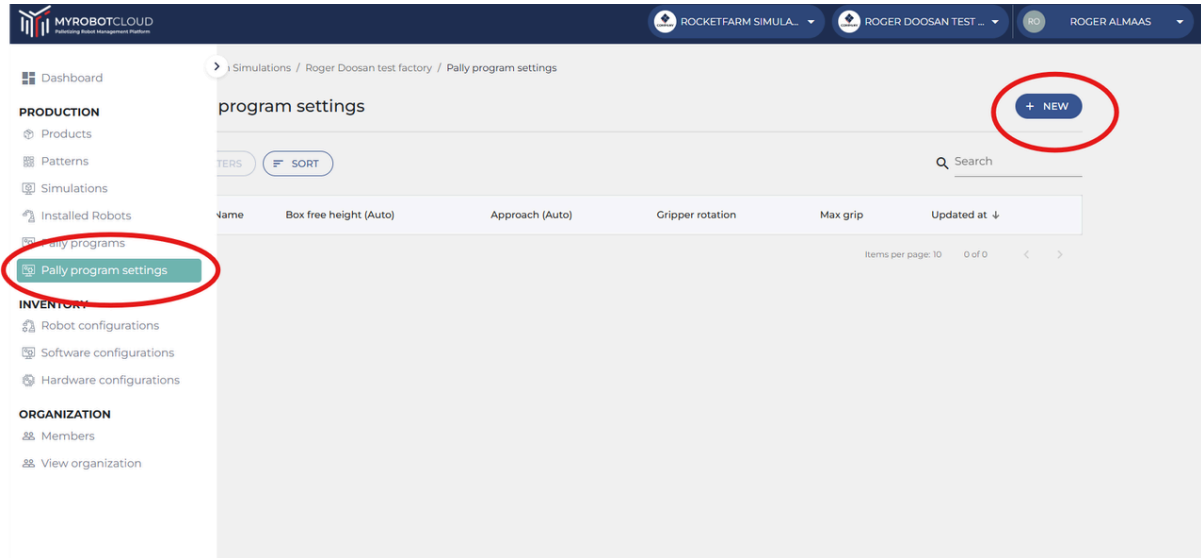 MYROBOTCLOUD
Palletizing Robot Management Platform
ROCKETFARM SIMULA...
ROGER DOOSAN TEST ...
RO
ROGER ALMAAS
Dashboard
PRODUCTION
Products
Patterns
Simulations
Installed Robots
Pally programs
Pally program settings
INVENTORY
Robot configurations
Software configurations
Hardware configurations
ORGANIZATION
Members
View organization
Simulations / Roger Doosan test factory / Pally program settings
program settings
+ NEW
TERS
SORT
Search
Name Box free height (Auto) Approach (Auto) Gripper rotation Max grip Updated at ↓
Items per page: 10 0 of 0 < >